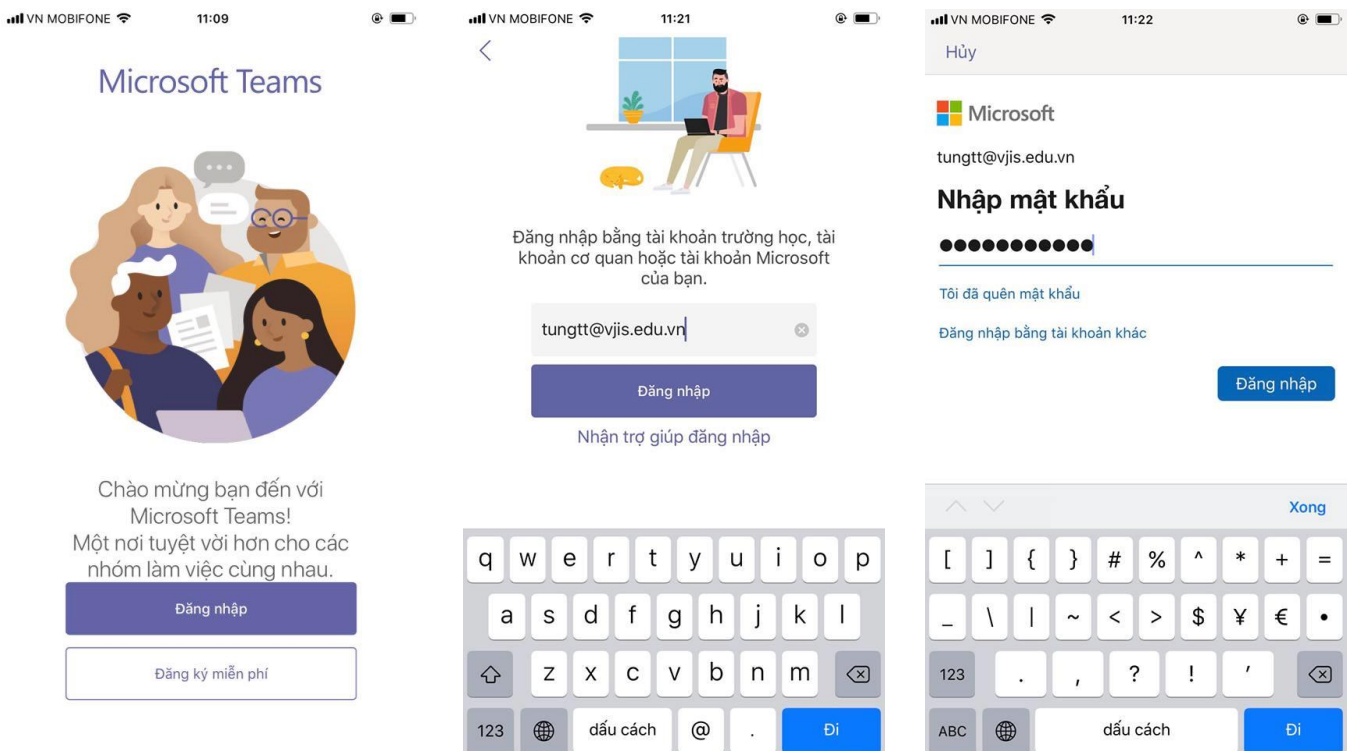 VN MOBIFONE 11:09
Microsoft Teams
Chào mừng bạn đến với
Microsoft Teams!
Một nơi tuyệt vời hơn cho các
nhóm làm việc cùng nhau.
Đăng nhập
Đăng ký miễn phí
VN MOBIFONE 11:21
Đăng nhập bằng tài khoản trường học, tài
khoản cơ quan hoặc tài khoản Microsoft
của bạn.
tungtt@vjis.edu.vn
Đăng nhập
Nhận trợ giúp đăng nhập
q w e r t y u i o p
a s d f g h j k l
z x c v b n m
123 dấu cách @ . Đi
VN MOBIFONE 11:22
Hủy
Microsoft
tungtt@vjis.edu.vn
Nhập mật khẩu
●●●●●●●●●●●
Tôi đã quên mật khẩu
Đăng nhập bằng tài khoản khác
Đăng nhập
Xong
[ ] { } # % ^ * + =
_ \ | ~ < > $ ¥ € •
123 . , ? ! ′
ABC dấu cách Đi